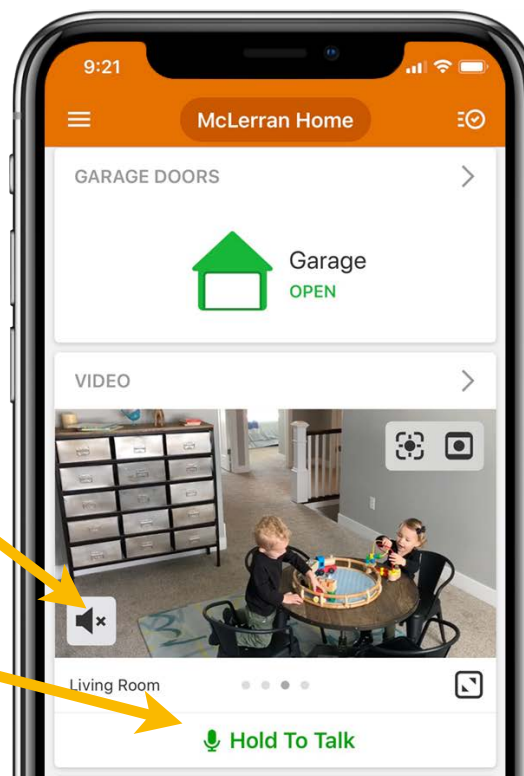 9:21
McLerran Home
GARAGE DOORS
Garage
OPEN
VIDEO
Living Room
Hold To Talk